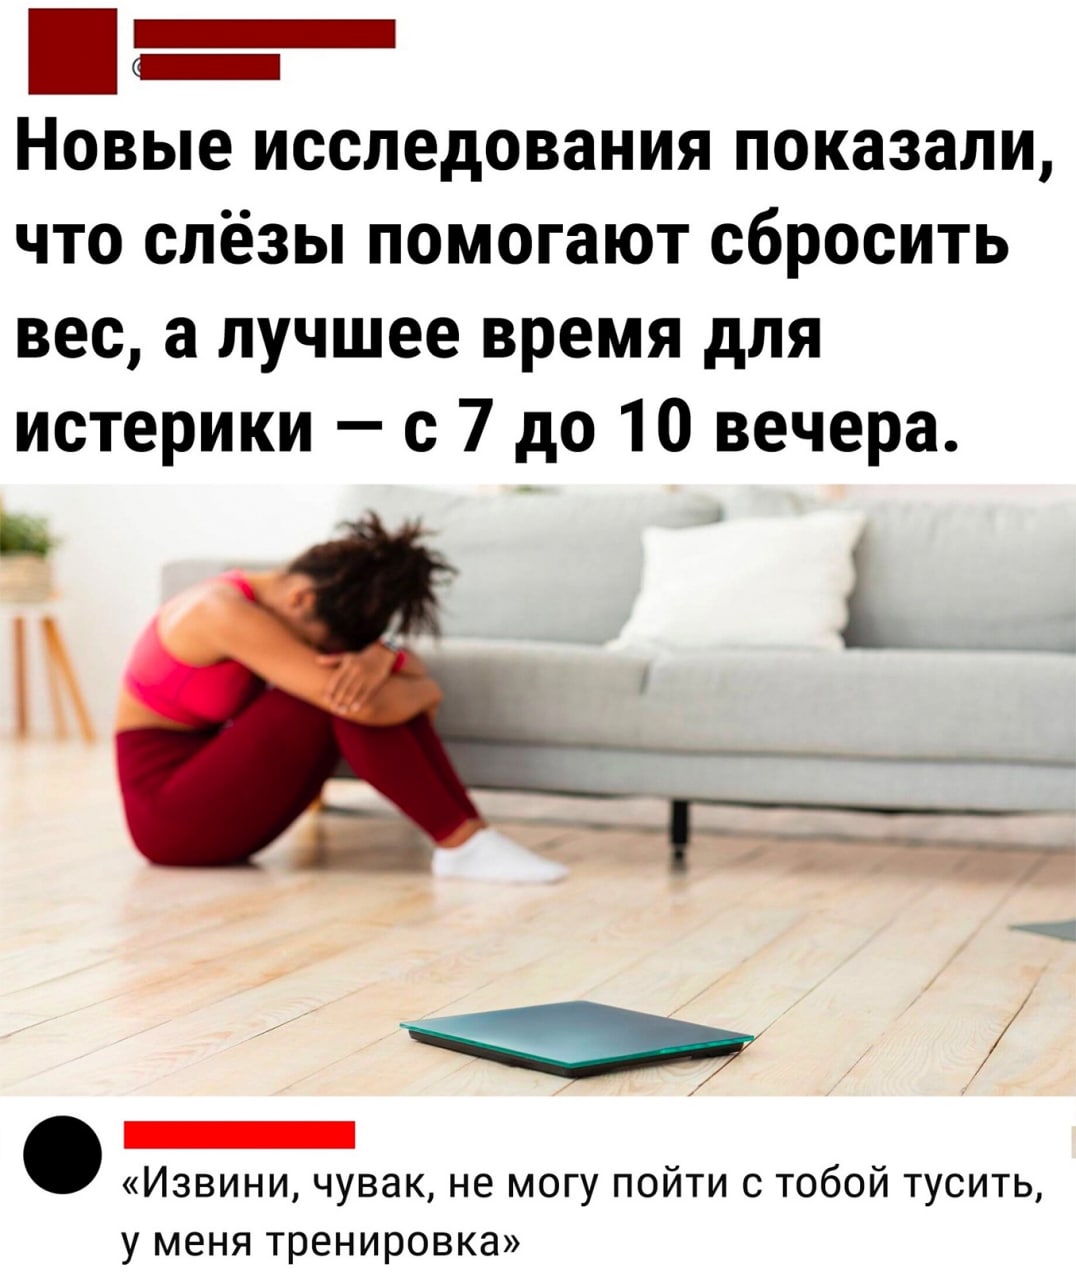 Новые исследования показали,
что слёзы помогают сбросить
вес, а лучшее время для
истерики — с 7 до 10 вечера.
«Извини, чувак, не могу пойти с тобой тусить,
у меня тренировка»